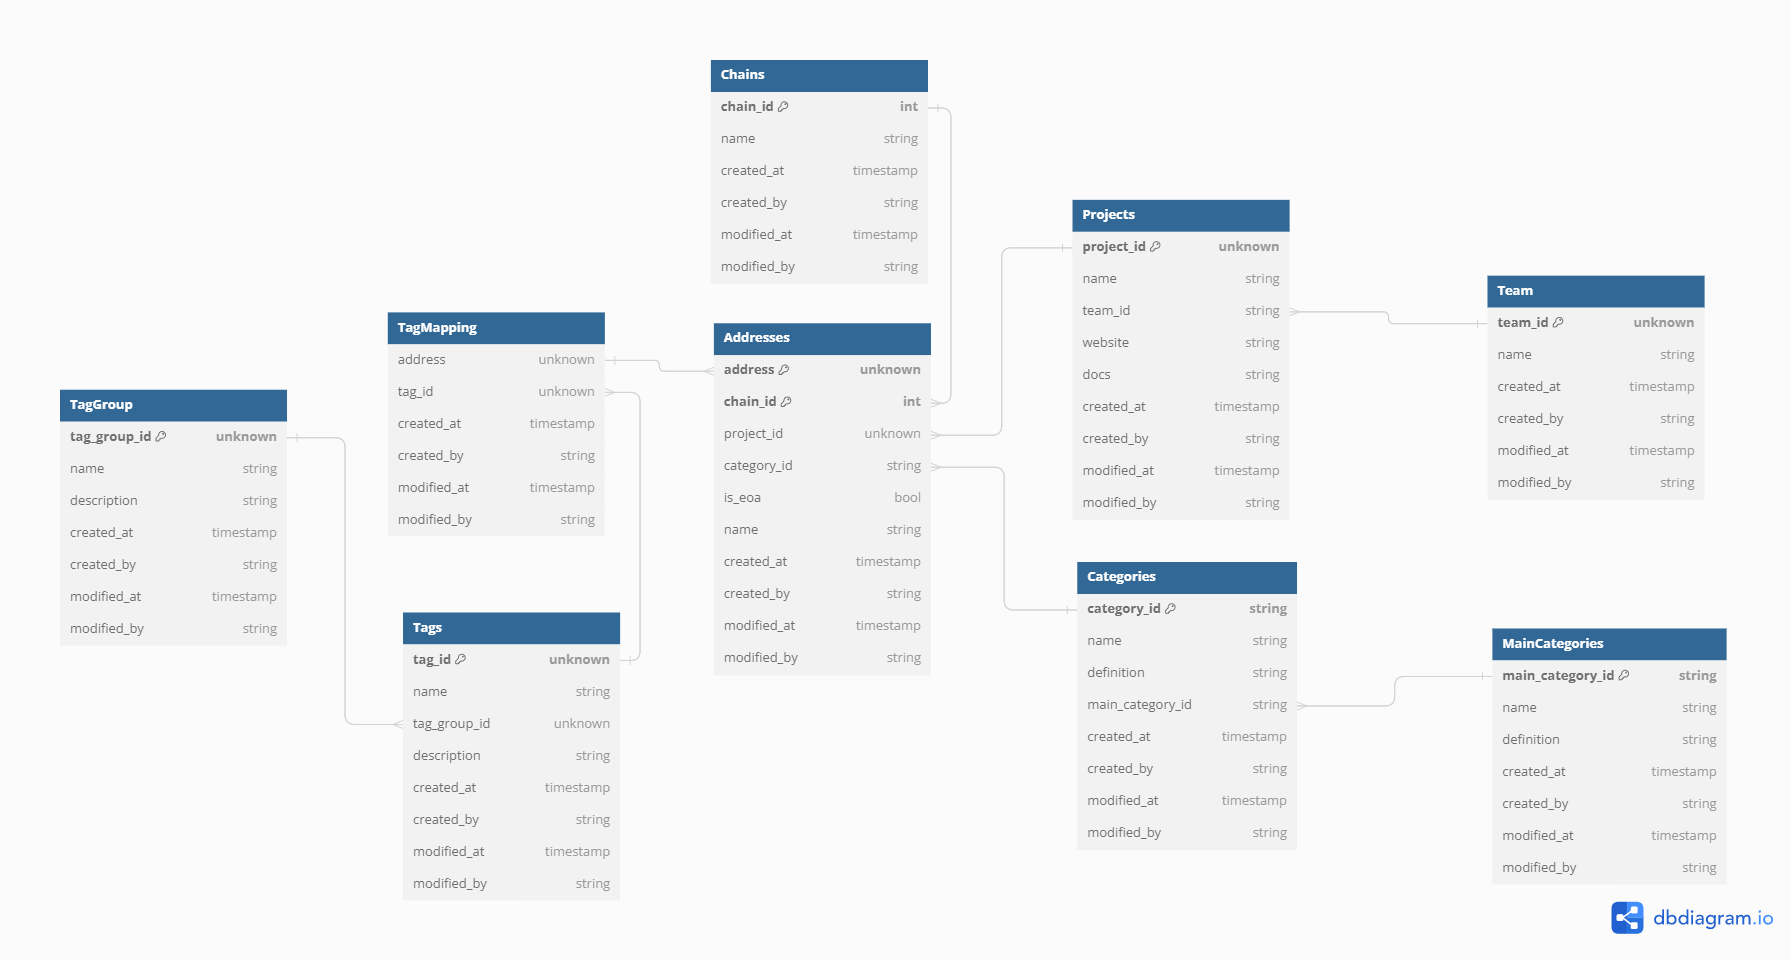 Chains
chain_id int
name string
created_at timestamp
created_by string
modified_at timestamp
modified_by string
Projects
project_id unknown
name string
team_id string
website string
docs string
created_at timestamp
created_by string
modified_at timestamp
modified_by string
Team
team_id unknown
name string
created_at timestamp
created_by string
modified_at timestamp
modified_by string
TagMapping
address unknown
tag_id unknown
created_at timestamp
created_by string
modified_at timestamp
modified_by string
Addresses
address unknown
chain_id int
project_id unknown
category_id string
is_eoa bool
name string
created_at timestamp
created_by string
modified_at timestamp
modified_by string
TagGroup
tag_group_id unknown
name string
description string
created_at timestamp
created_by string
modified_at timestamp
modified_by string
Tags
tag_id unknown
name string
tag_group_id unknown
description string
created_at timestamp
created_by string
modified_at timestamp
modified_by string
Categories
category_id string
name string
definition string
main_category_id string
created_at timestamp
created_by string
modified_at timestamp
modified_by string
MainCategories
main_category_id string
name string
definition string
created_at timestamp
created_by string
modified_at timestamp
modified_by string
dbdiagram.io